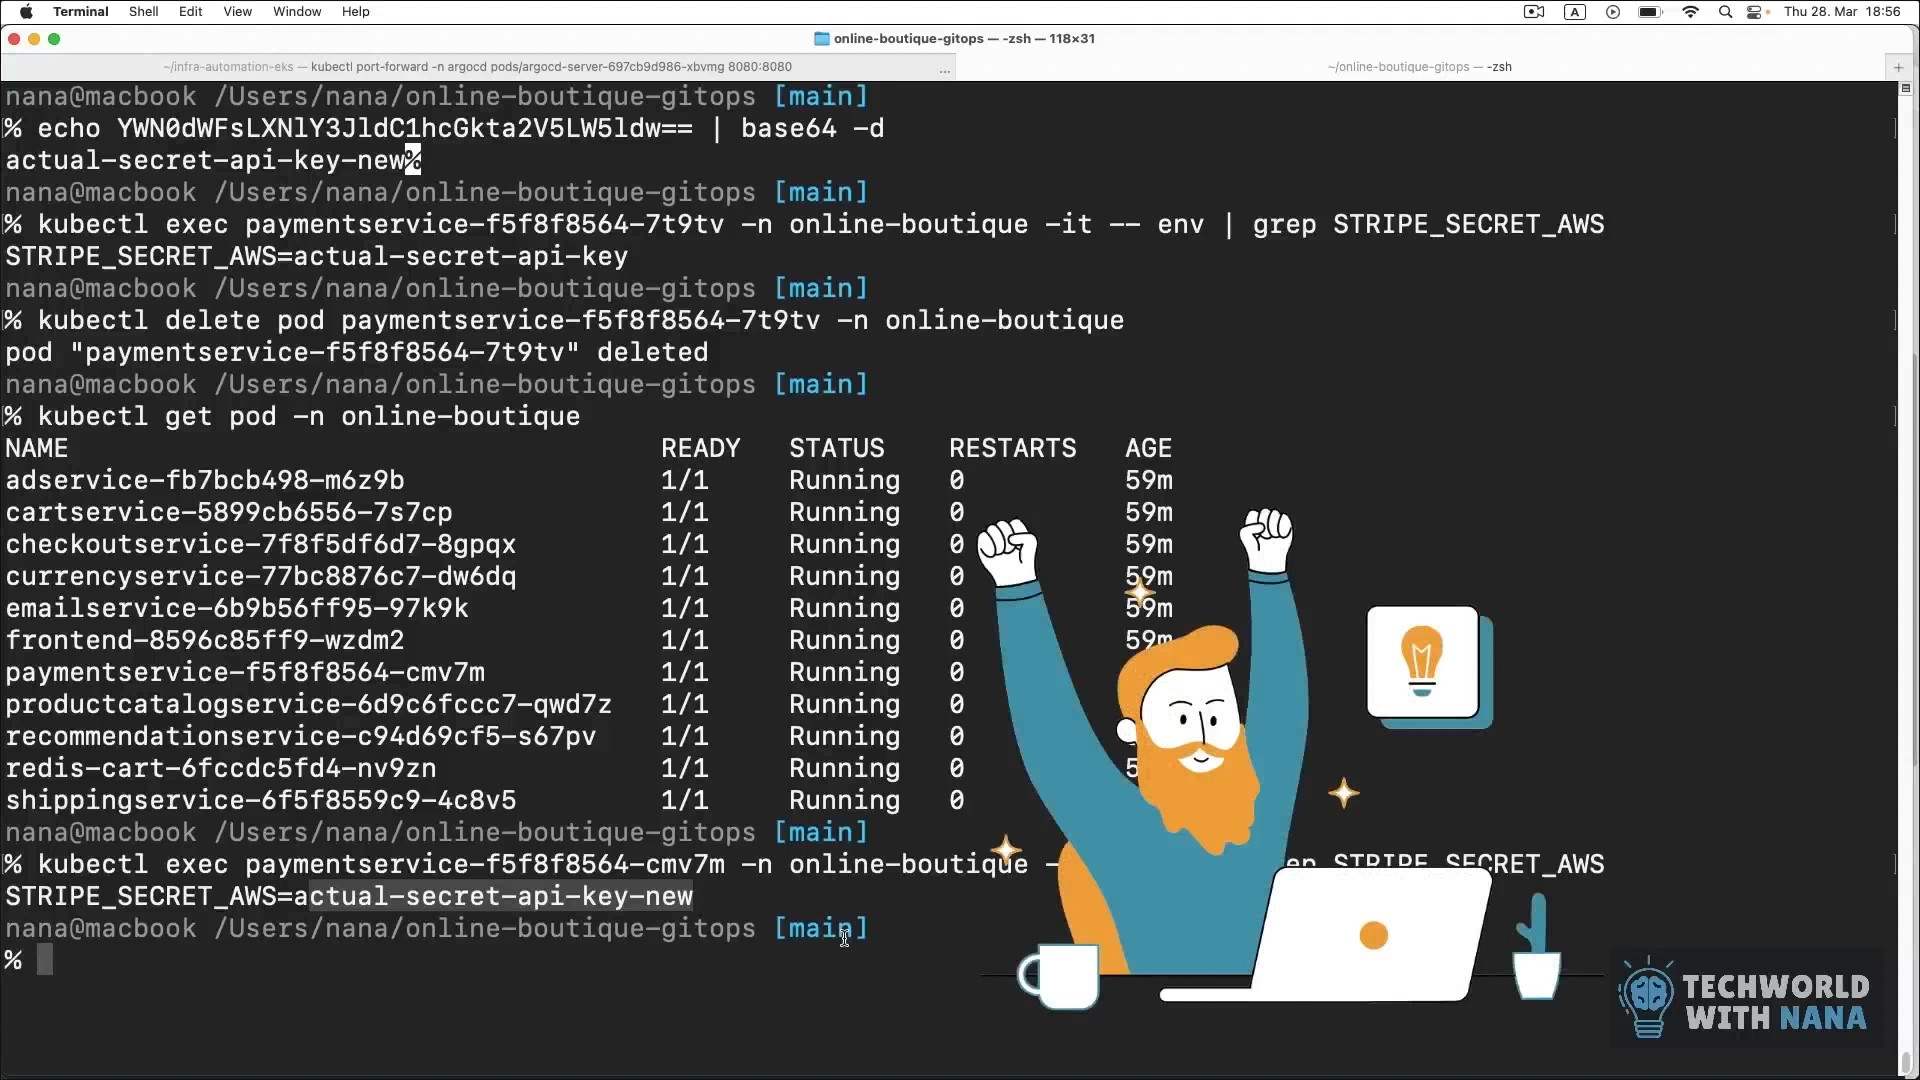 Terminal Shell Edit View Window Help A Thu 28. Mar 18:56
online-boutique-gitops — -zsh — 118×31
~/infra-automation-eks — kubectl port-forward -n argocd pods/argocd-server-697cb9d986-xbvmg 8080:8080 ... ~/online-boutique-gitops — -zsh +
nana@macbook /Users/nana/online-boutique-gitops [main]
% echo YWN0dWFsLXNlY3JldC1hcGkta2V5LW5ldw== | base64 -d
actual-secret-api-key-new%
nana@macbook /Users/nana/online-boutique-gitops [main]
% kubectl exec paymentservice-f5f8f8564-7t9tv -n online-boutique -it -- env | grep STRIPE_SECRET_AWS
STRIPE_SECRET_AWS=actual-secret-api-key
nana@macbook /Users/nana/online-boutique-gitops [main]
% kubectl delete pod paymentservice-f5f8f8564-7t9tv -n online-boutique
pod "paymentservice-f5f8f8564-7t9tv" deleted
nana@macbook /Users/nana/online-boutique-gitops [main]
% kubectl get pod -n online-boutique
NAME READY STATUS RESTARTS AGE
adservice-fb7bcb498-m6z9b 1/1 Running 0 59m
cartservice-5899cb6556-7s7cp 1/1 Running 0 59m
checkoutservice-7f8f5df6d7-8gpqx 1/1 Running 0 59m
currencyservice-77bc8876c7-dw6dq 1/1 Running 0 59m
emailservice-6b9b56ff95-97k9k 1/1 Running 0 59m
frontend-8596c85ff9-wzdm2 1/1 Running 0 59m
paymentservice-f5f8f8564-cmv7m 1/1 Running 0
productcatalogservice-6d9c6fccc7-qwd7z 1/1 Running 0
recommendationservice-c94d69cf5-s67pv 1/1 Running 0
redis-cart-6fccdc5fd4-nv9zn 1/1 Running 0
shippingservice-6f5f8559c9-4c8v5 1/1 Running 0
nana@macbook /Users/nana/online-boutique-gitops [main]
% kubectl exec paymentservice-f5f8f8564-cmv7m -n online-boutique STRIPE_SECRET_AWS
STRIPE_SECRET_AWS=actual-secret-api-key-new
nana@macbook /Users/nana/online-boutique-gitops [main]
%
TECHWORLD
WITH NANA